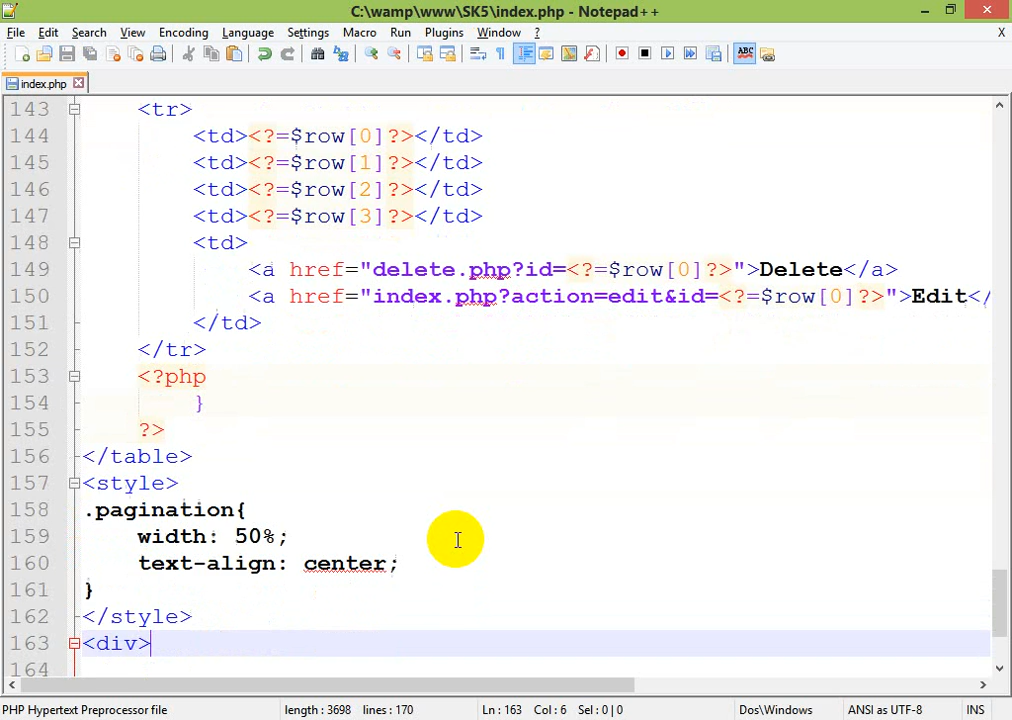 C:\wamp\www\SK5\index.php - Notepad++
File Edit Search View Encoding Language Settings Macro Run Plugins Window ? X
ABC
index.php
143 <tr>
144 <td><?=$row[0]?></td>
145 <td><?=$row[1]?></td>
146 <td><?=$row[2]?></td>
147 <td><?=$row[3]?></td>
148 <td>
149 <a href="delete.php?id=<?=$row[0]?>">Delete</a>
150 <a href="index.php?action=edit&id=<?=$row[0]?>">Edit</
151 </td>
152 </tr>
153 <?php
154 }
155 ?>
156 </table>
157 <style>
158 .pagination{
159 width: 50%;
160 text-align: center;
161 }
162 </style>
163 <div>
164
PHP Hypertext Preprocessor file length : 3698 lines : 170 Ln : 163 Col : 6 Sel : 0 | 0 Dos\Windows ANSI as UTF-8 INS